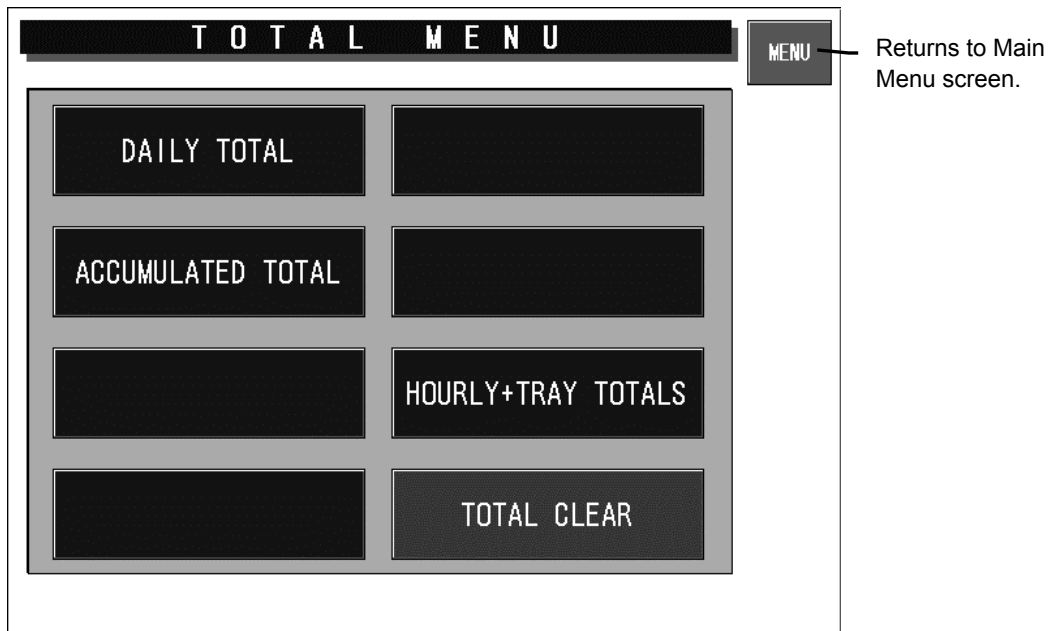 TOTAL MENU
MENU
Returns to Main
Menu screen.
DAILY TOTAL
ACCUMULATED TOTAL
HOURLY+TRAY TOTALS
TOTAL CLEAR